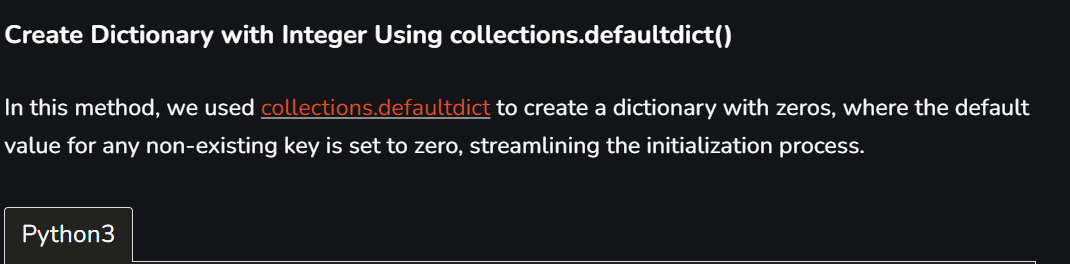 Create Dictionary with Integer Using collections.defaultdict()
In this method, we used collections.defaultdict to create a dictionary with zeros, where the default
value for any non-existing key is set to zero, streamlining the initialization process.
Python3